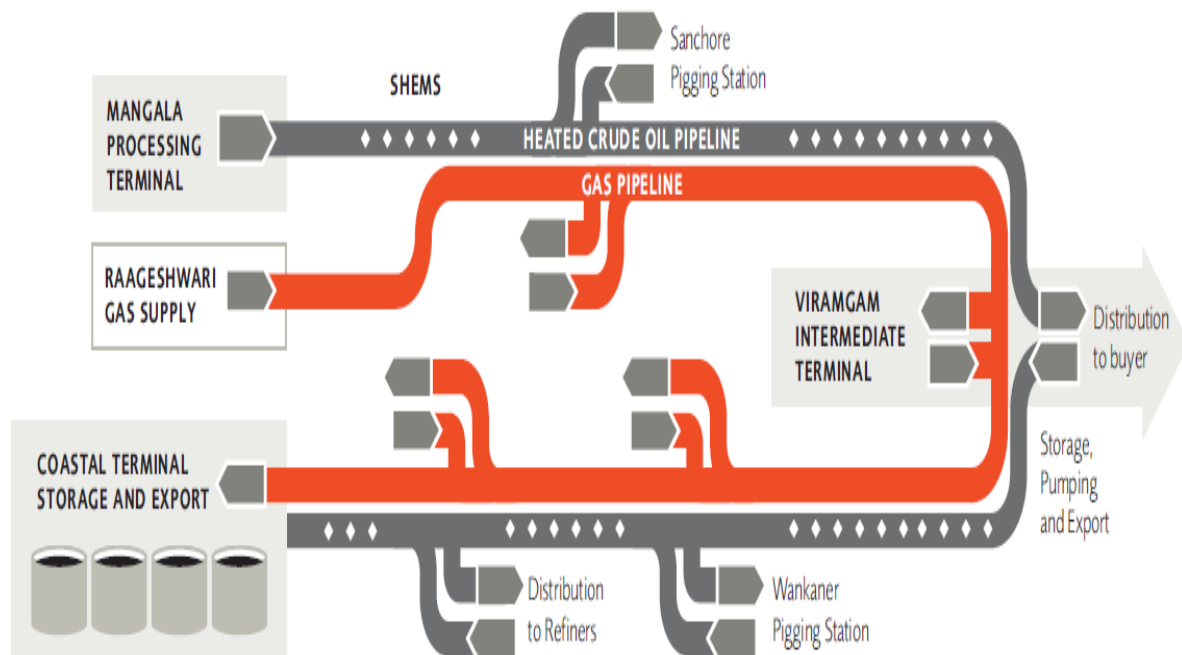 Sanchore
Pigging Station
SHEMS
MANGALA
PROCESSING
TERMINAL
HEATED CRUDE OIL PIPELINE
GAS PIPELINE
RAAGESHWARI
GAS SUPPLY
VIRAMGAM
INTERMEDIATE
TERMINAL
Distribution
to buyer
COASTAL TERMINAL
STORAGE AND EXPORT
Storage,
Pumping
and Export
Distribution
to Refiners
Wankaner
Pigging Station